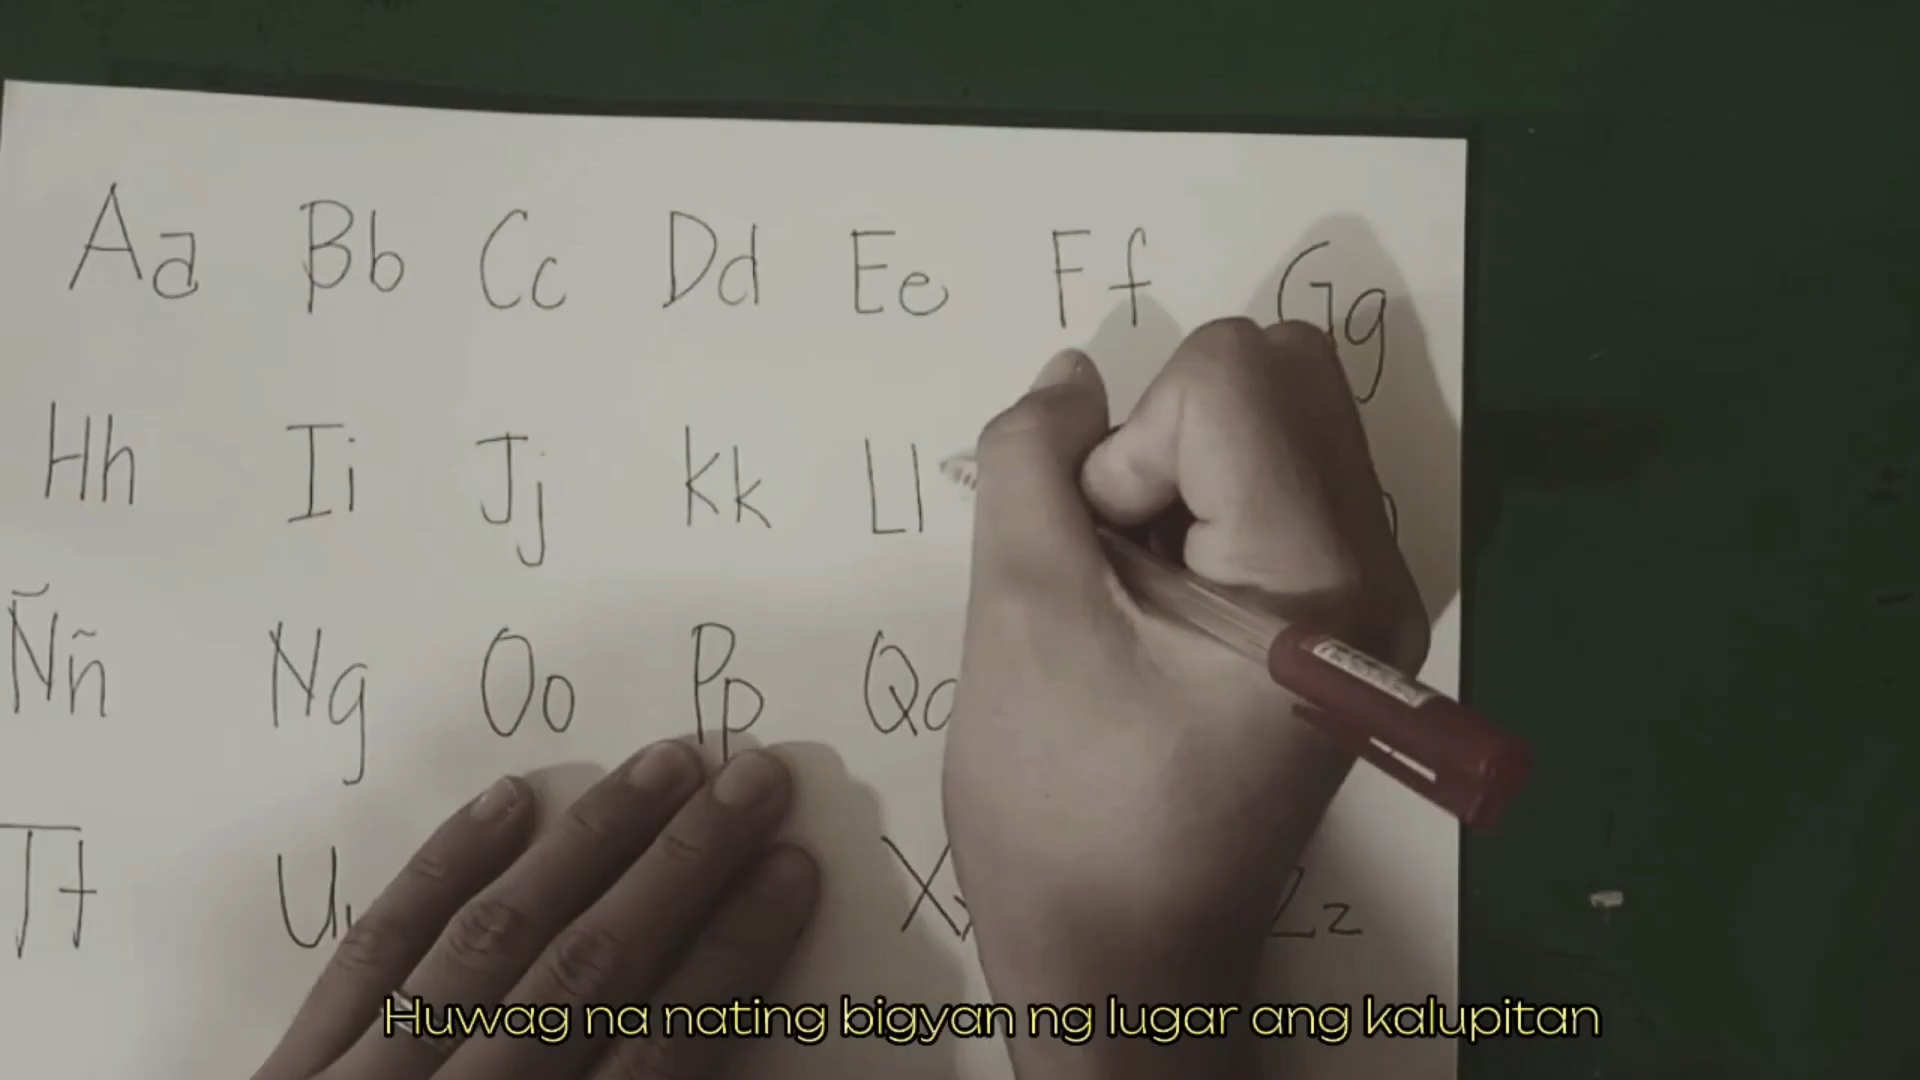 Aa Bb Cc Dd Ee Ff Gg
Hh Ii Jj Kk Ll
Ññ Ng Oo Pp Q
Tt U X Zz
Huwag na nating bigyan ng lugar ang kalupitan